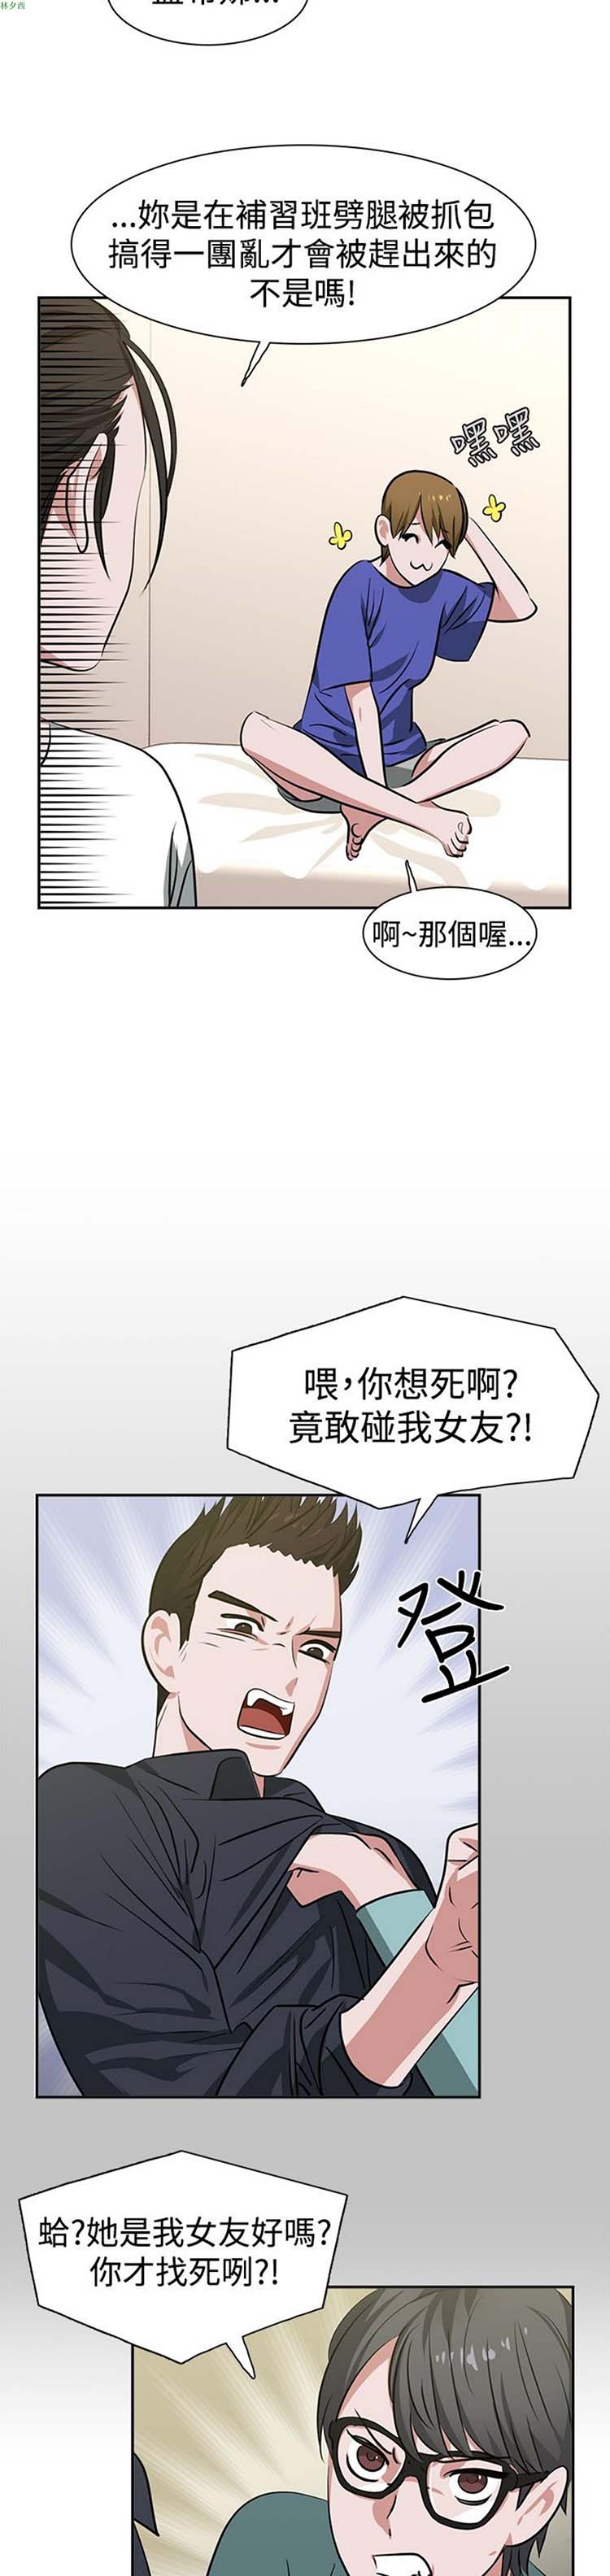 林夕西
...妳是在補習班劈腿被抓包
搞得一團亂才會被趕出來的
不是嗎!
嘿嘿
啊~那個喔...
喂,你想死啊?
竟敢碰我女友?!
登
蛤?她是我女友好嗎?
你才找死咧?!